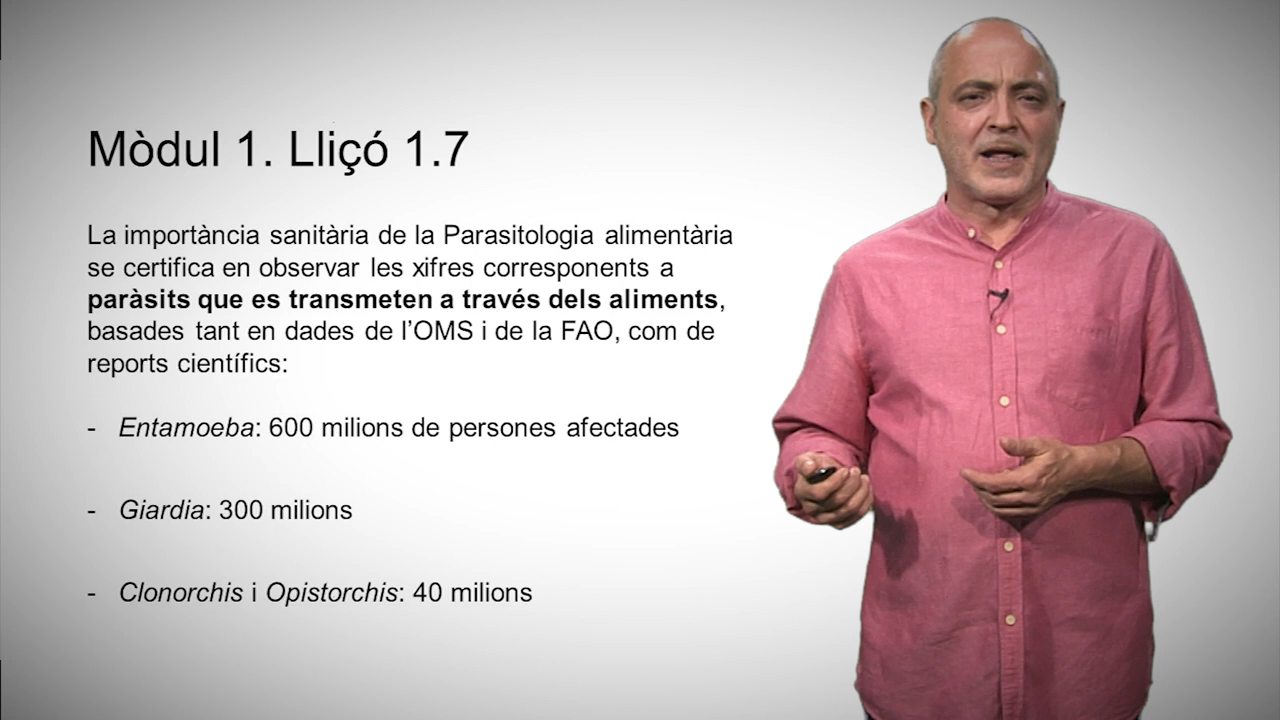 Mòdul 1. Lliçó 1.7
La importància sanitària de la Parasitologia alimentària
se certifica en observar les xifres corresponents a
paràsits que es transmeten a través dels aliments,
basades tant en dades de l’OMS i de la FAO, com de
reports científics:
- Entamoeba: 600 milions de persones afectades
- Giardia: 300 milions
- Clonorchis i Opistorchis: 40 milions